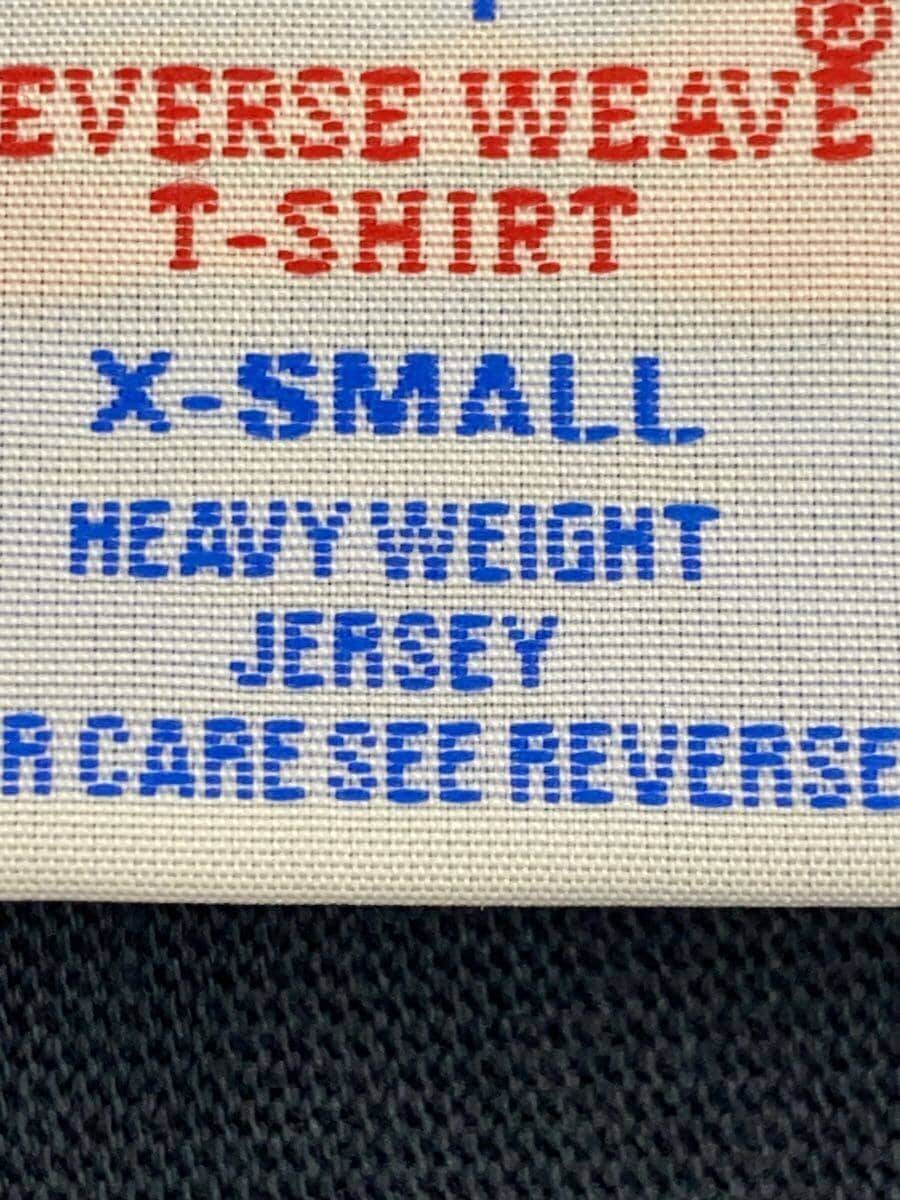 EVERSE WEAVE®
T-SHIRT
X-SMALL
HEAVY WEIGHT
JERSEY
R CARE SEE REVERSE